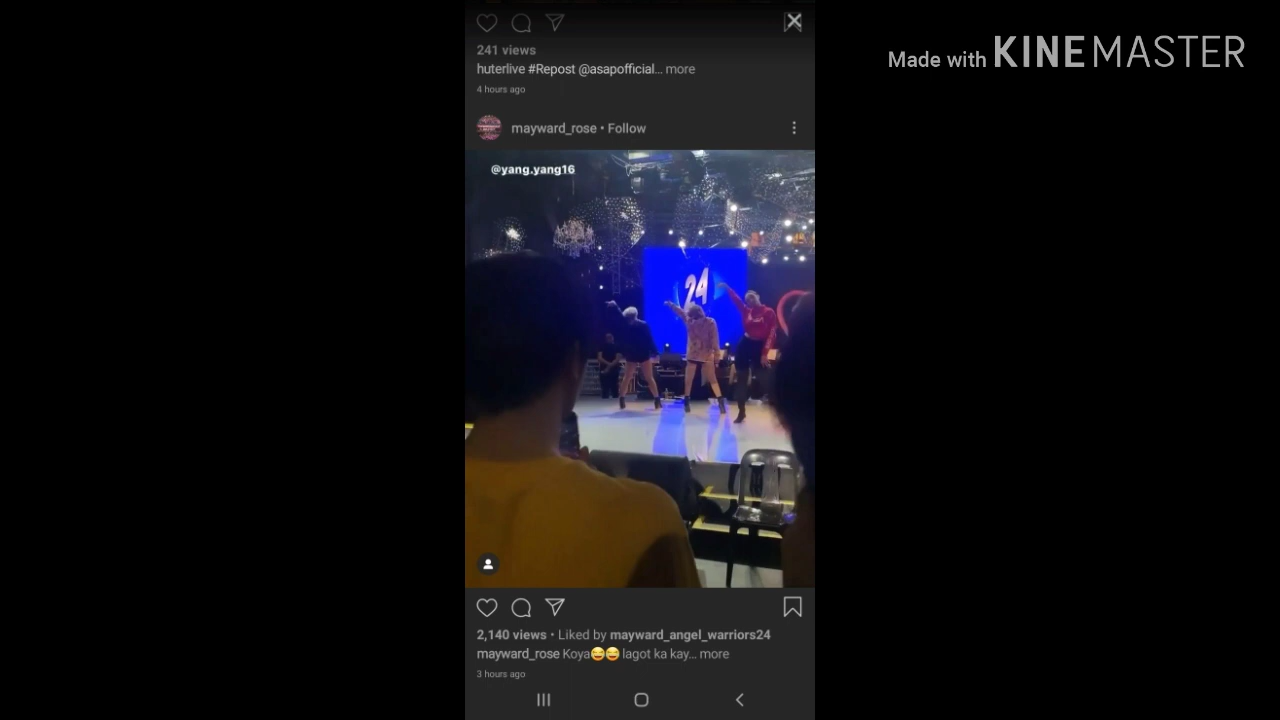 Made with KINEMASTER
241 views
huterlive #Repost @asapofficial... more
4 hours ago
mayward_rose • Follow
@yang.yang16
24
2,140 views • Liked by mayward_angel_warriors24
mayward_rose Koya😂😂 lagot ka kay... more
3 hours ago